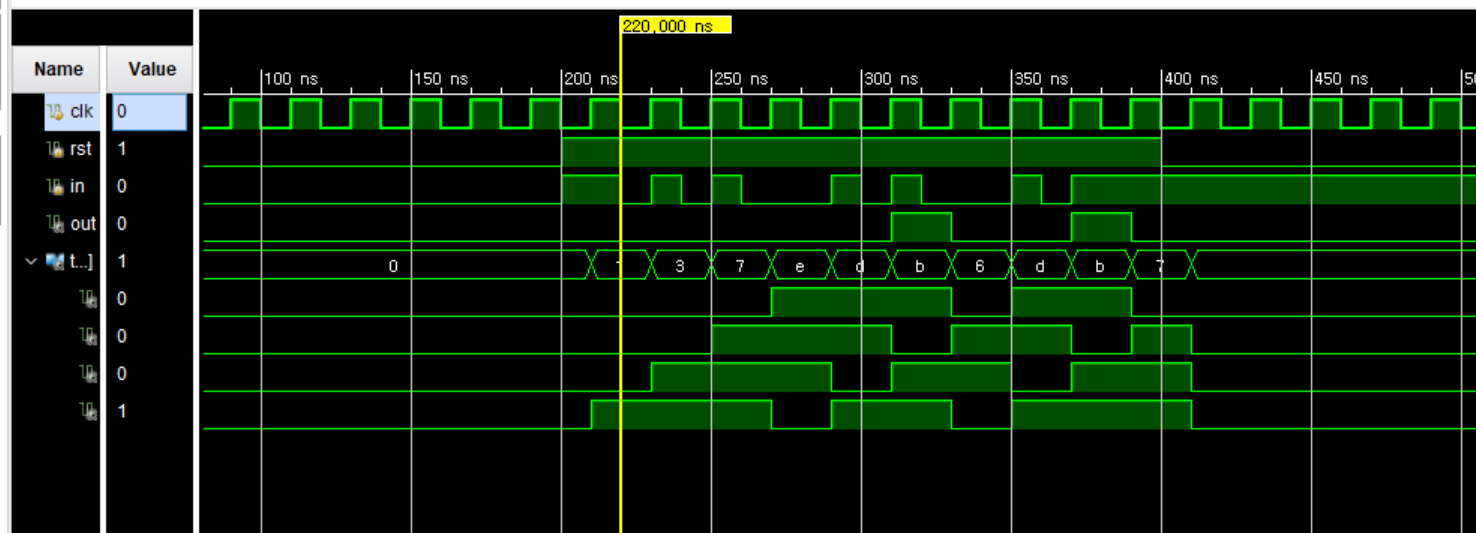 220,000 ns
Name Value
100 ns 150 ns 200 ns 250 ns 300 ns 350 ns 400 ns 450 ns
clk 0
rst 1
in 0
out 0
t...] 1 0 3 7 e d b 6 d b 7
0
0
0
1